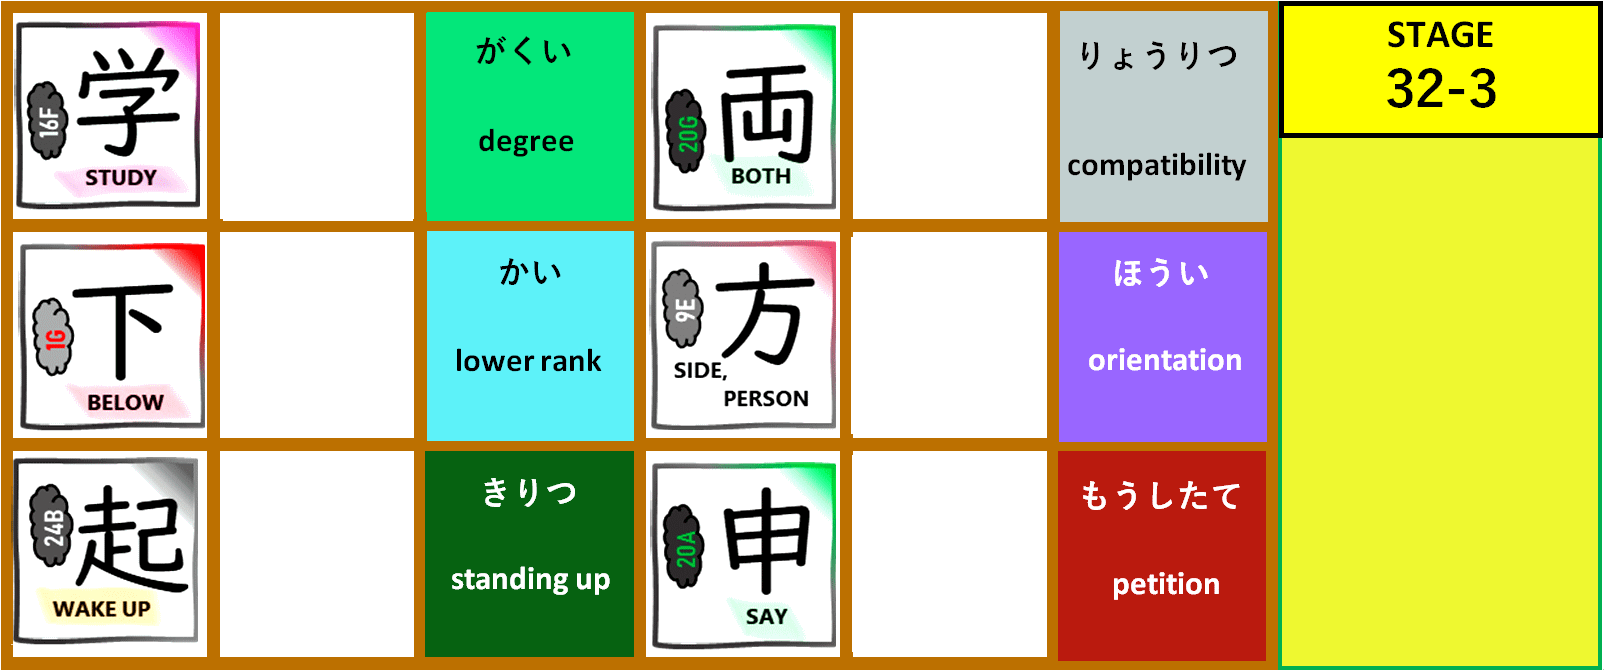 16F
学
STUDY
がくい
degree
20G
両
BOTH
りょうりつ
compatibility
1G
下
BELOW
かい
lower rank
9E
方
SIDE,
PERSON
ほうい
orientation
24B
起
WAKE UP
きりつ
standing up
20A
申
SAY
もうしたて
petition
STAGE
32-3